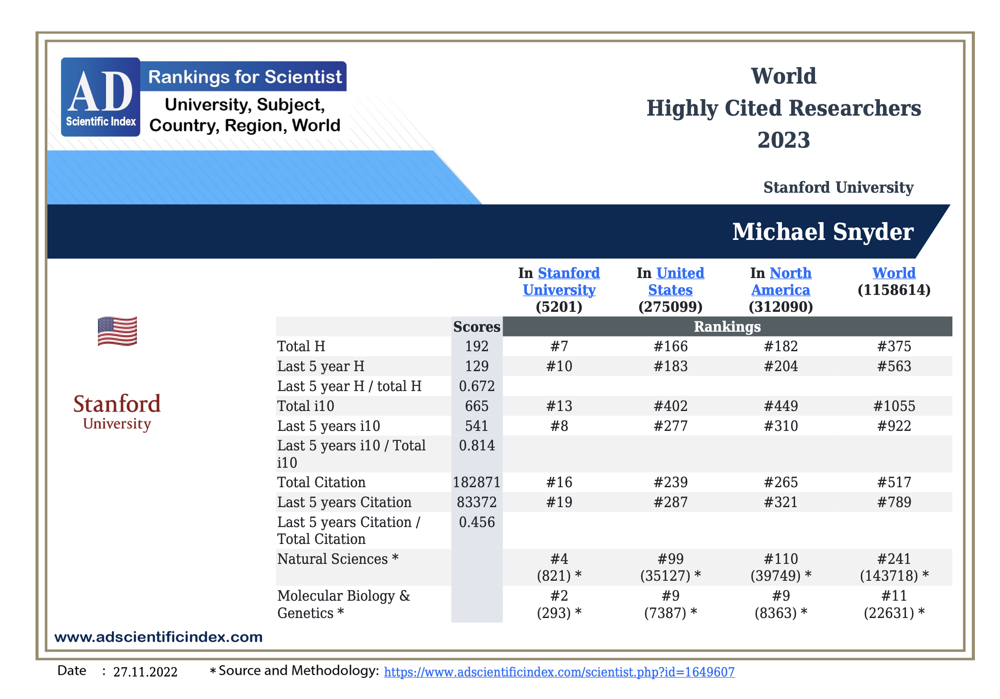 AD
Scientific Index
Rankings for Scientist
University, Subject,
Country, Region, World
World
Highly Cited Researchers
2023
Stanford University
Michael Snyder
In Stanford University (5201) In United States (275099) In North America (312090) World (1158614)
Scores Rankings
Total H 192 #7 #166 #182 #375
Last 5 year H 129 #10 #183 #204 #563
Last 5 year H / total H 0.672
Total i10 665 #13 #402 #449 #1055
Last 5 years i10 541 #8 #277 #310 #922
Last 5 years i10 / Total 0.814
i10
Total Citation 182871 #16 #239 #265 #517
Last 5 years Citation 83372 #19 #287 #321 #789
Last 5 years Citation / 0.456
Total Citation
Natural Sciences * #4 #99 #110 #241
(821) * (35127) * (39749) * (143718) *
Molecular Biology & #2 #9 #9 #11
Genetics * (293) * (7387) * (8363) * (22631) *
Stanford
University
www.adscientificindex.com
Date : 27.11.2022 * Source and Methodology: https://www.adscientificindex.com/scientist.php?id=1649607